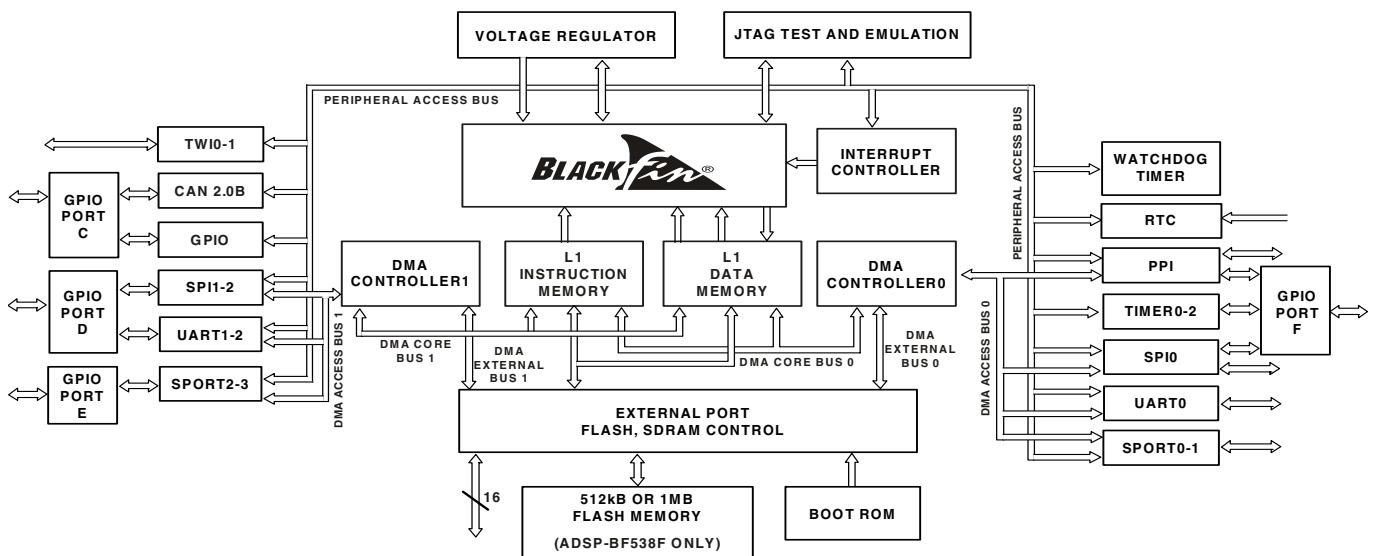 VOLTAGE REGULATOR
JTAG TEST AND EMULATION
PERIPHERAL ACCESS BUS
TWI0-1
CAN 2.0B
GPIO
GPIO
PORT
C
BLACKfin®
INTERRUPT
CONTROLLER
PERIPHERAL ACCESS BUS
WATCHDOG
TIMER
RTC
PPI
TIMER0-2
SPI0
UART0
SPORT0-1
GPIO
PORT
F
DMA
CONTROLLER1
L1
INSTRUCTION
MEMORY
L1
DATA
MEMORY
DMA
CONTROLLER0
GPIO
PORT
D
SPI1-2
UART1-2
GPIO
PORT
E
SPORT2-3
DMA ACCESS BUS 1
DMA CORE
BUS 1
DMA
EXTERNAL
BUS 1
DMA CORE BUS 0
DMA
EXTERNAL
BUS 0
DMA ACCESS BUS 0
EXTERNAL PORT
FLASH, SDRAM CONTROL
16
512kB OR 1MB
FLASH MEMORY
(ADSP-BF538F ONLY)
BOOT ROM